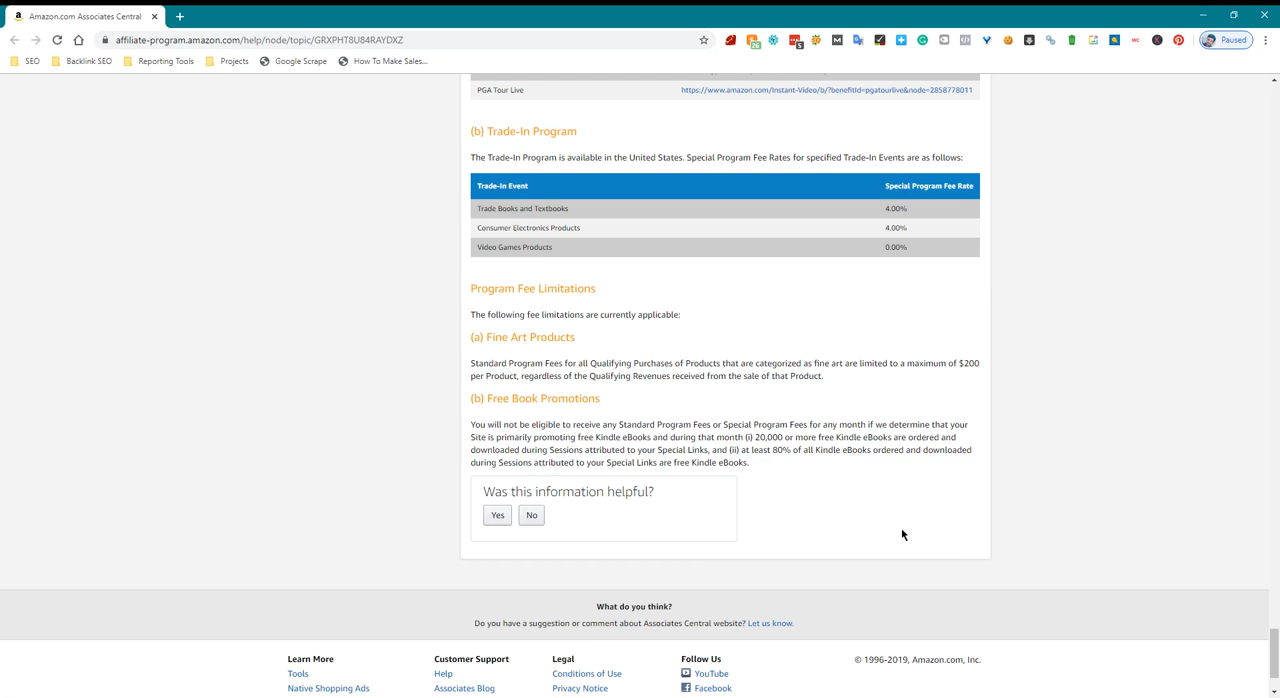 Amazon.com Associates Central
affiliate-program.amazon.com/help/node/topic/GRXPHT8U84RAYDXZ
Paused
SEO Backlink SEO Reporting Tools Projects Google Scrape How To Make Sales...
PGA Tour Live https://www.amazon.com/Instant-Video/b/?benefitId=pgatourlive&node=2858778011
(b) Trade-In Program
The Trade-In Program is available in the United States. Special Program Fee Rates for specified Trade-In Events are as follows:
Trade-In Event Special Program Fee Rate
Trade Books and Textbooks 4.00%
Consumer Electronics Products 4.00%
Video Games Products 0.00%
Program Fee Limitations
The following fee limitations are currently applicable:
(a) Fine Art Products
Standard Program Fees for all Qualifying Purchases of Products that are categorized as fine art are limited to a maximum of $200
per Product, regardless of the Qualifying Revenues received from the sale of that Product.
(b) Free Book Promotions
You will not be eligible to receive any Standard Program Fees or Special Program Fees for any month if we determine that your
Site is primarily promoting free Kindle eBooks and during that month (i) 20,000 or more free Kindle eBooks are ordered and
downloaded during Sessions attributed to your Special Links, and (ii) at least 80% of all Kindle eBooks ordered and downloaded
during Sessions attributed to your Special Links are free Kindle eBooks.
Was this information helpful?
Yes No
What do you think?
Do you have a suggestion or comment about Associates Central website? Let us know.
Learn More Customer Support Legal Follow Us © 1996-2019, Amazon.com, Inc.
Tools Help Conditions of Use YouTube
Native Shopping Ads Associates Blog Privacy Notice Facebook